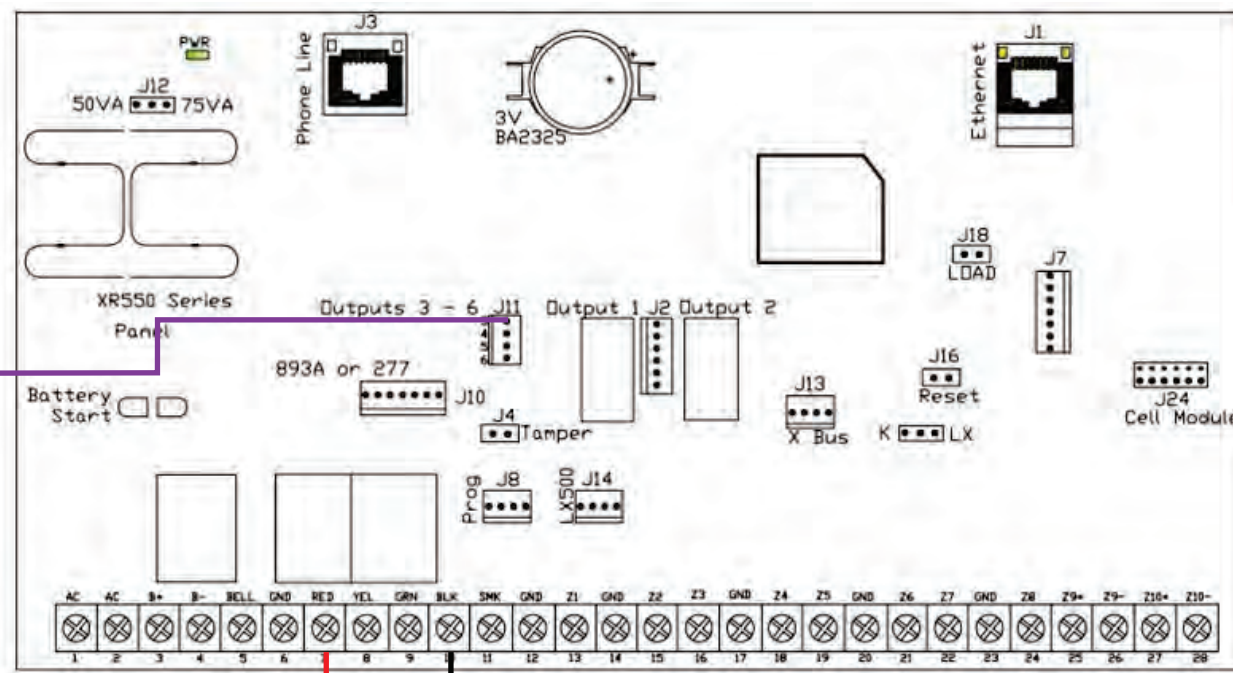 J3
J1
PWR
Phone Line
Ethernet
J12
50VA 75VA
3V
BA2325
J18
LOAD
J7
XR550 Series
Panel
Outputs 3 - 6 J11
4
5
6
Output 1 J2 Output 2
893A or 277
J10
J16
Reset
J13
X Bus
J24
Cell Module
Battery
Start
J4
Tamper
K LX
Prog
J8
LX500
J14
AC AC B+ B- BELL GND RED YEL GRN BLK SMK GND Z1 GND Z2 Z3 GND Z4 Z5 GND Z6 Z7 GND Z8 Z9+ Z9- Z10+ Z10-
1 2 3 4 5 6 7 8 9 10 11 12 13 14 15 16 17 18 19 20 21 22 23 24 25 26 27 28